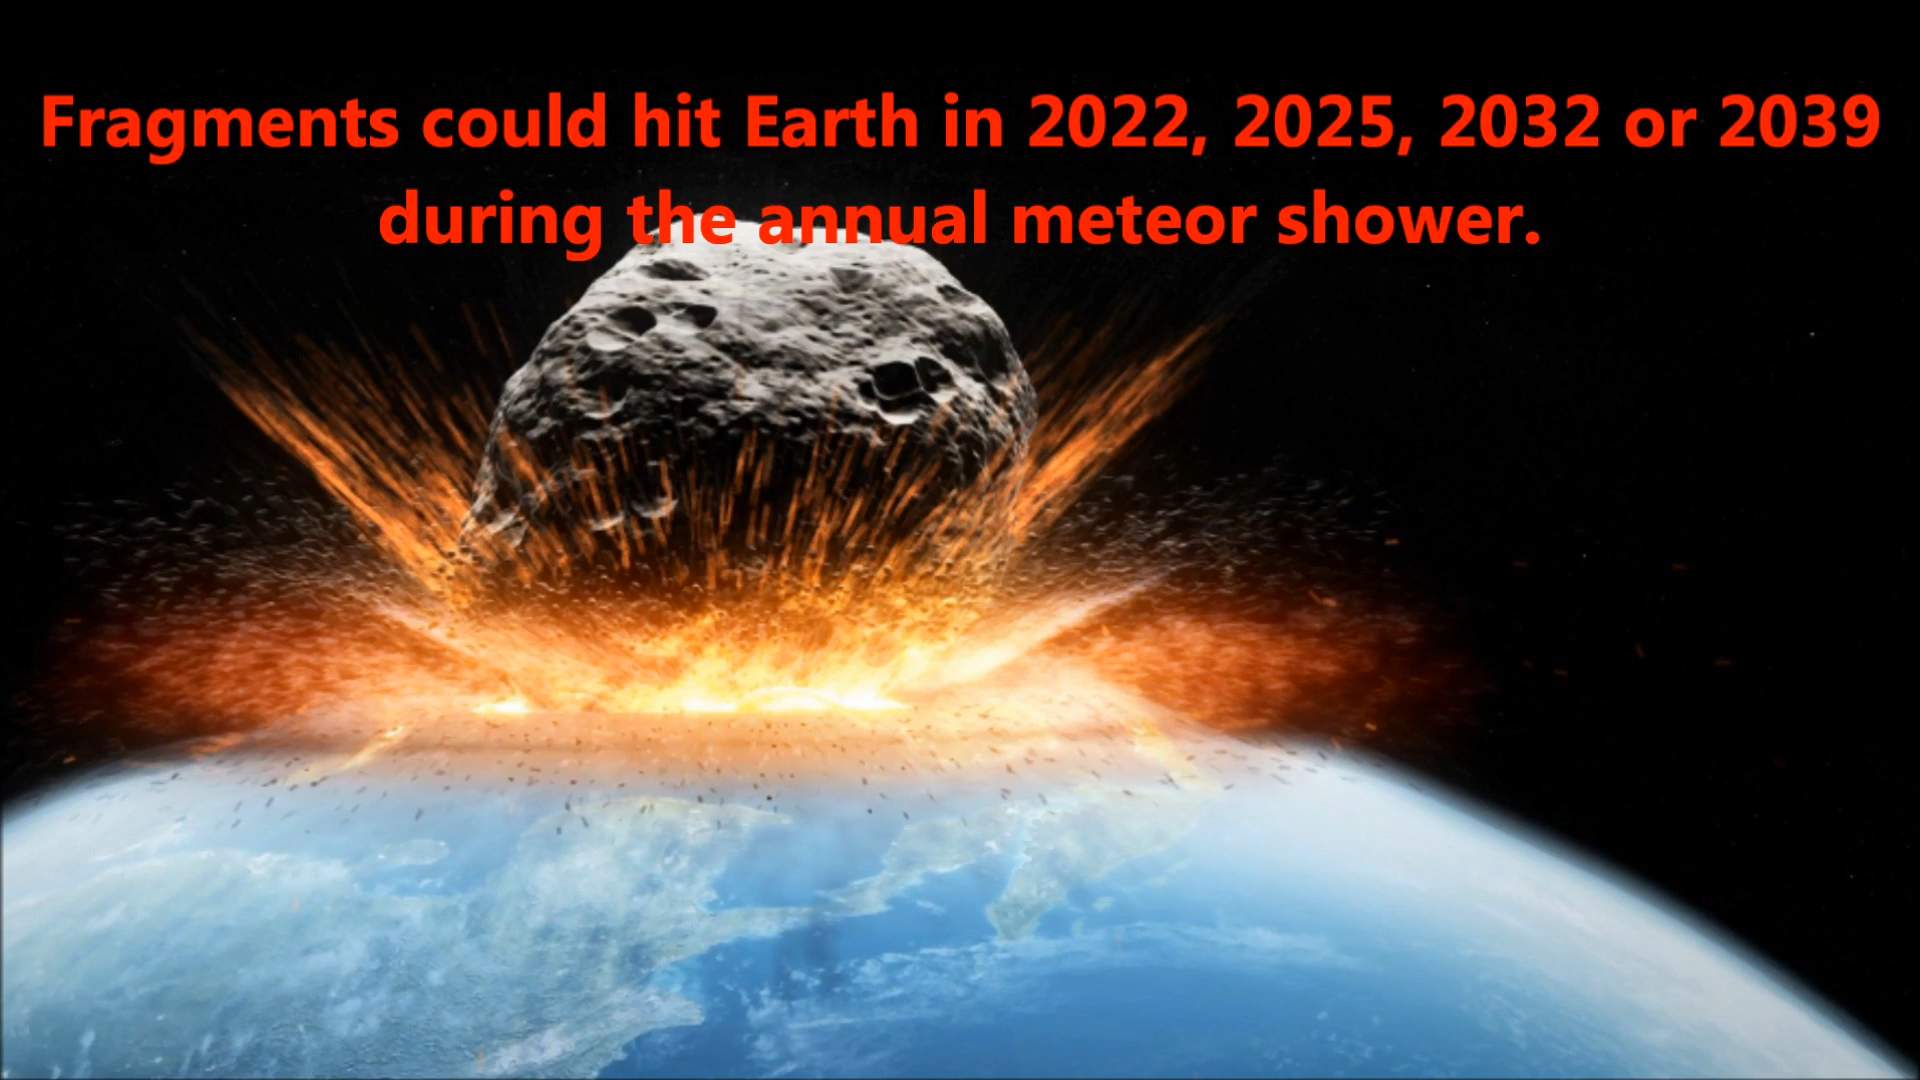 Fragments could hit Earth in 2022, 2025, 2032 or 2039
during the annual meteor shower.